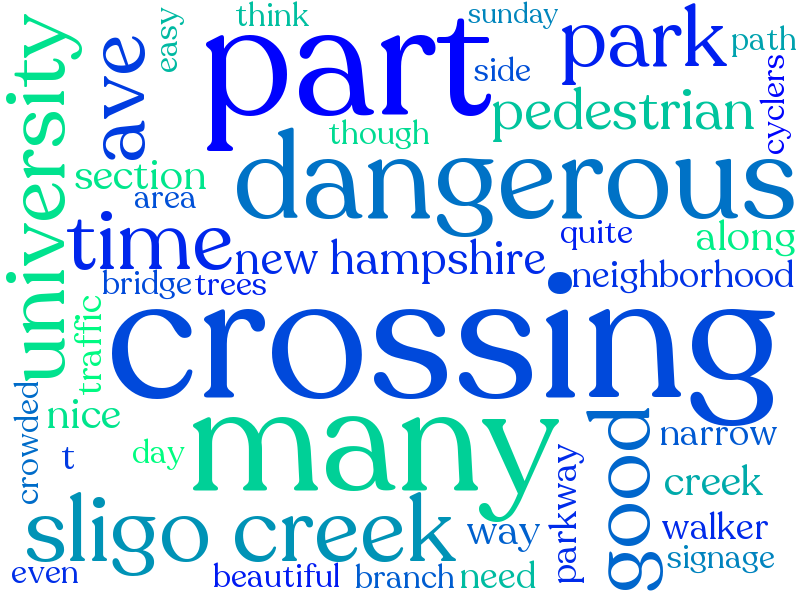 think
sunday
easy
part
park
path
university
ave
side
cyclers
pedestrian
though
section
dangerous
area
time
new hampshire
quite
along
bridge
trees
neighborhood
traffic
crossing
crowded
nice
many
good
narrow
t
day
parkway
creek
sligo creek
way
walker
signage
even
beautiful
branch
need